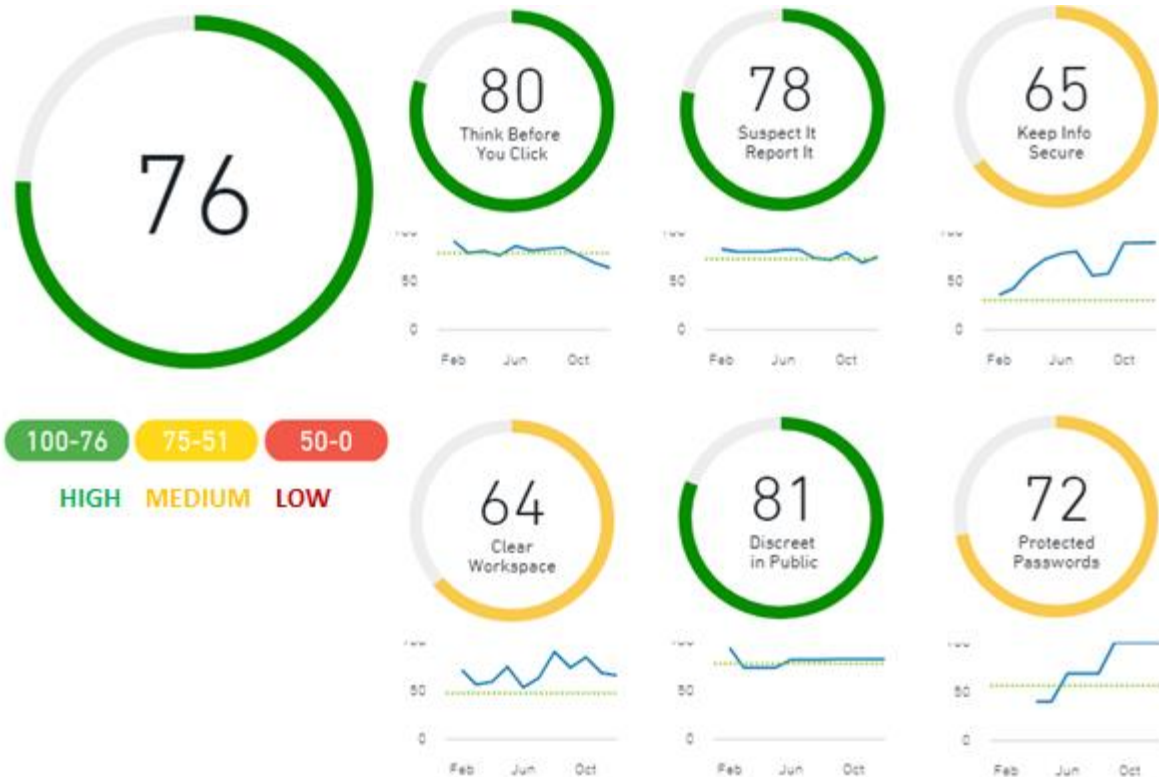 76
100-76 75-51 50-0
HIGH MEDIUM LOW
80
Think Before
You Click
50
0
Feb Jun Oct
78
Suspect It
Report It
50
0
Feb Jun Oct
65
Keep Info
Secure
50
0
Feb Jun Oct
64
Clear
Workspace
50
0
Feb Jun Oct
81
Discreet
in Public
50
0
Feb Jun Oct
72
Protected
Passwords
50
0
Feb Jun Oct